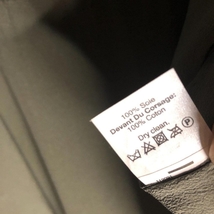 100% Soie
Devant Du Corsage:
100% Coton
Dry clean.